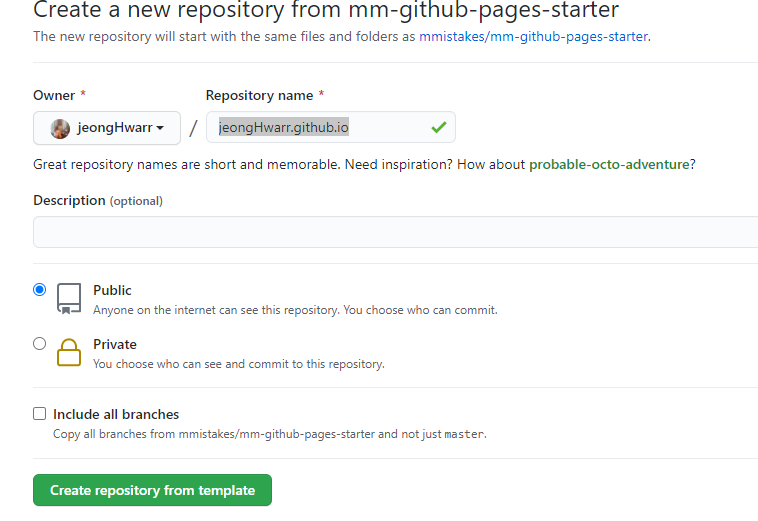 Create a new repository from mm-github-pages-starter
The new repository will start with the same files and folders as mmistakes/mm-github-pages-starter.
Owner * Repository name *
jeongHwarr / jeongHwarr.github.io
Great repository names are short and memorable. Need inspiration? How about probable-octo-adventure?
Description (optional)
Public
Anyone on the internet can see this repository. You choose who can commit.
Private
You choose who can see and commit to this repository.
Include all branches
Copy all branches from mmistakes/mm-github-pages-starter and not just master.
Create repository from template